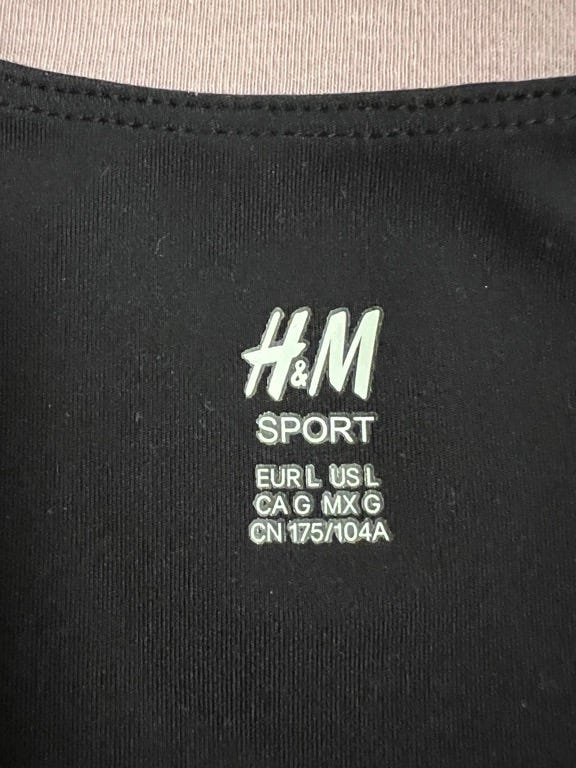 H&M
SPORT
EUR L US L
CA G MX G
CN 175/104A